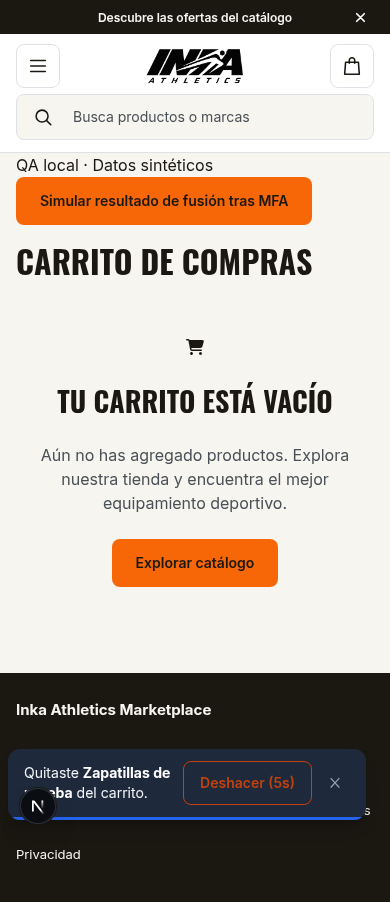 Descubre las ofertas del catálogo
INKA
ATHLETICS
Busca productos o marcas
QA local · Datos sintéticos
Simular resultado de fusión tras MFA
CARRITO DE COMPRAS
TU CARRITO ESTÁ VACÍO
Aún no has agregado productos. Explora
nuestra tienda y encuentra el mejor
equipamiento deportivo.
Explorar catálogo
Inka Athletics Marketplace
Quitaste Zapatillas de
del carrito.
Deshacer (5s)
Privacidad